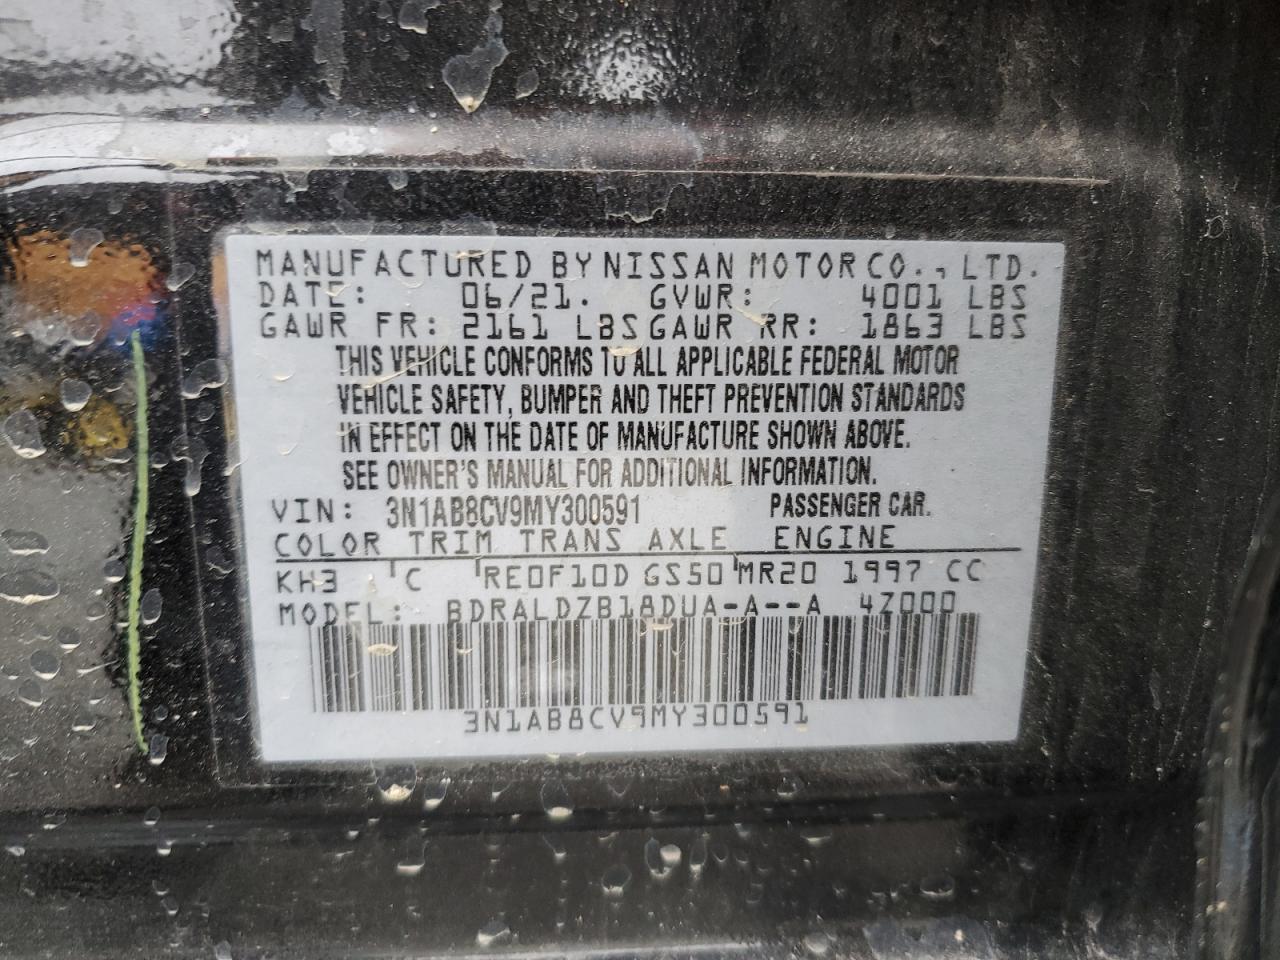 MANUFACTURED BY NISSAN MOTOR CO., LTD.
DATE: 06/21. GVWR: 4001 LBS
GAWR FR: 2161 LBS GAWR RR: 1863 LBS
THIS VEHICLE CONFORMS TO ALL APPLICABLE FEDERAL MOTOR
VEHICLE SAFETY, BUMPER AND THEFT PREVENTION STANDARDS
IN EFFECT ON THE DATE OF MANUFACTURE SHOWN ABOVE.
SEE OWNER'S MANUAL FOR ADDITIONAL INFORMATION.
VIN: 3N1AB8CV9MY300591 PASSENGER CAR.
COLOR TRIM TRANS AXLE ENGINE
KH3 C RE0F10D GS50 MR20 1997 CC
MODEL: BDRALDZB18DUA-A--A 4Z000
3N1AB8CV9MY300591